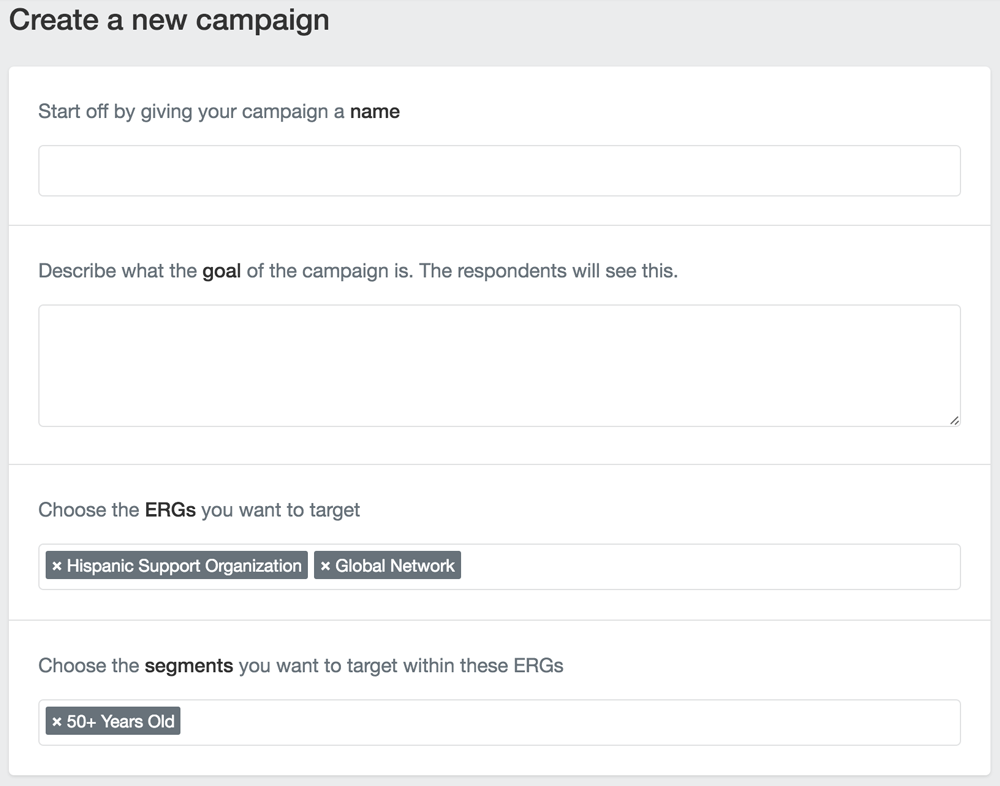 Create a new campaign
Start off by giving your campaign a name
Describe what the goal of the campaign is. The respondents will see this.
Choose the ERGs you want to target
× Hispanic Support Organization × Global Network
Choose the segments you want to target within these ERGs
× 50+ Years Old